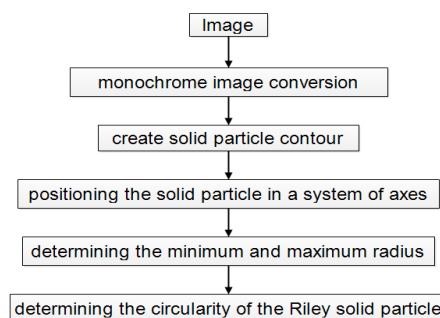 Image
monochrome image conversion
create solid particle contour
positioning the solid particle in a system of axes
determining the minimum and maximum radius
determining the circularity of the Riley solid particle